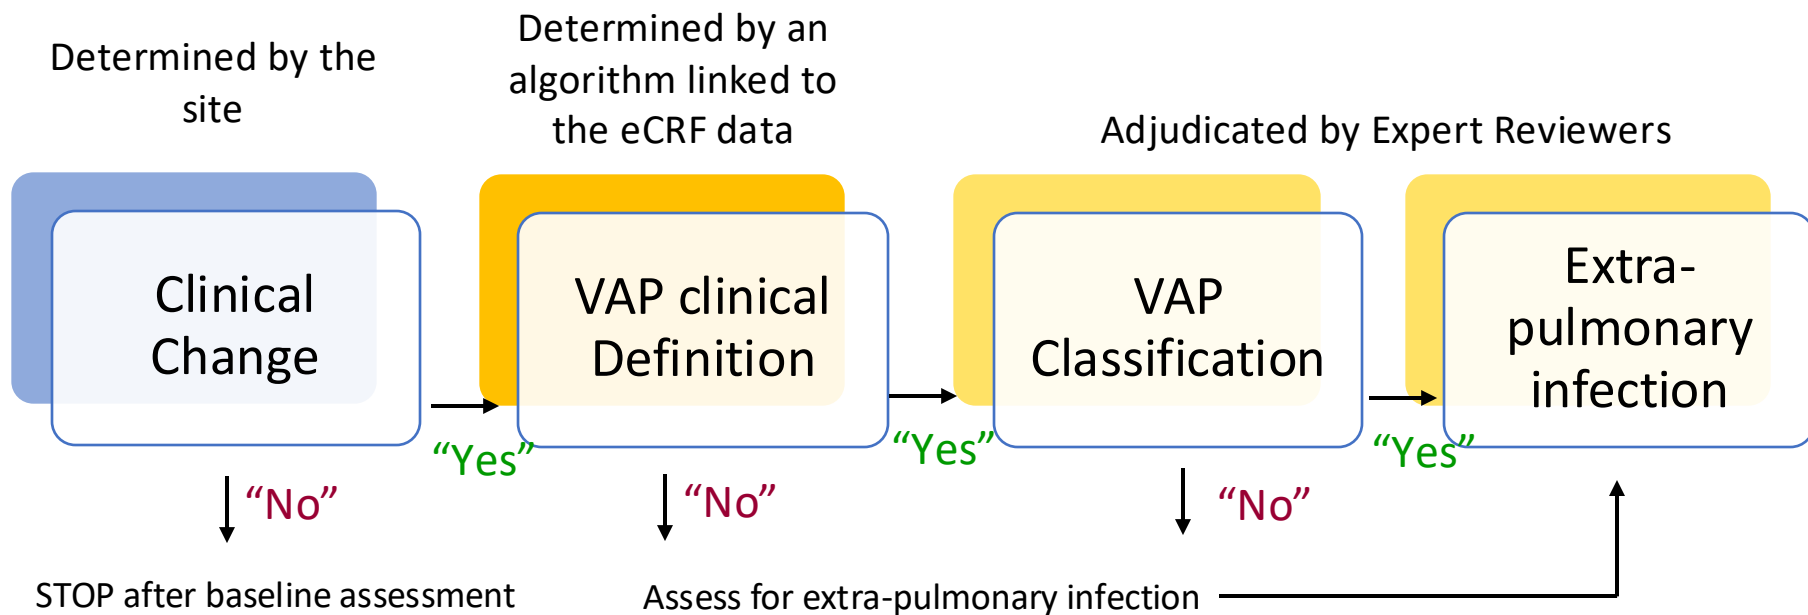 Determined by the
site
Determined by an
algorithm linked to
the eCRF data
Adjudicated by Expert Reviewers
Clinical
Change
VAP clinical
Definition
VAP
Classification
Extra-
pulmonary
infection
“Yes”
“Yes”
“Yes”
“No”
“No”
“No”
STOP after baseline assessment
Assess for extra-pulmonary infection